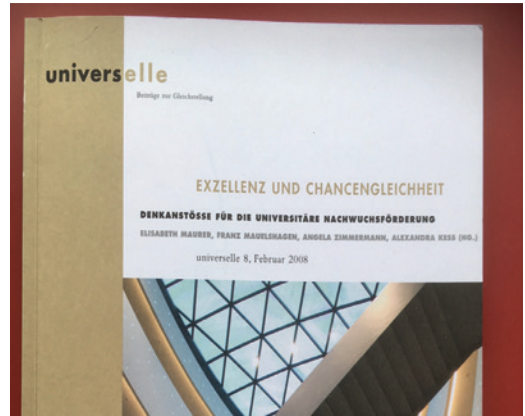 universelle
Beiträge zur Gleichstellung
EXZELLENZ UND CHANCENGLEICHHEIT
DENKANSTÖSSE FÜR DIE UNIVERSITÄRE NACHWUCHSFÖRDERUNG
ELISABETH MAURER, FRANZ MAUELSHAGEN, ANGELA ZIMMERMANN, ALEXANDRA KESS (HG.)
universelle 8, Februar 2008